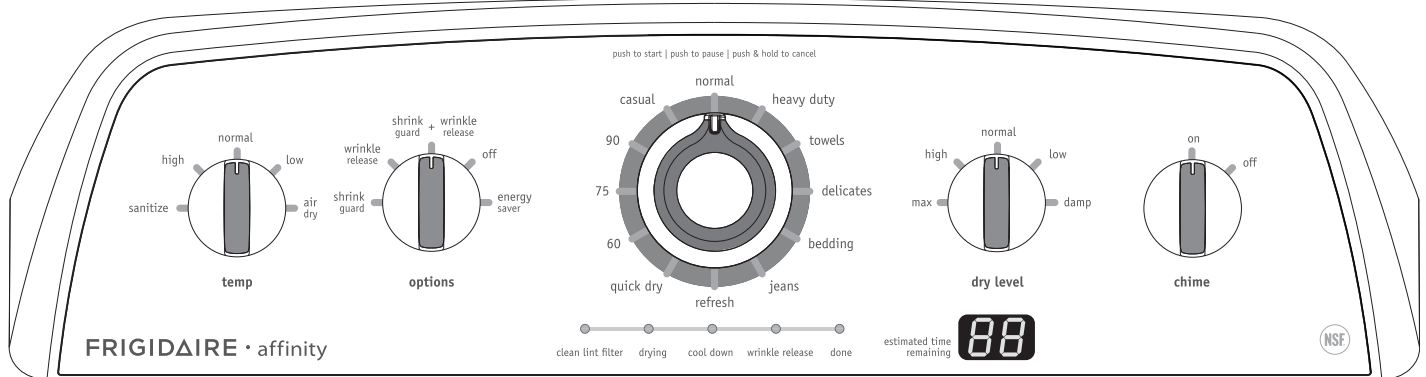 push to start | push to pause | push & hold to cancel
normal
high
low
sanitize
air
dry
temp
shrink
guard
+
wrinkle
release
wrinkle
release
off
shrink
guard
energy
saver
options
normal
casual
heavy duty
90
towels
75
delicates
60
bedding
quick dry
jeans
refresh
normal
high
low
max
damp
dry level
on
off
chime
FRIGIDAIRE · affinity
clean lint filter
drying
cool down
wrinkle release
done
estimated time
remaining
88
NSF